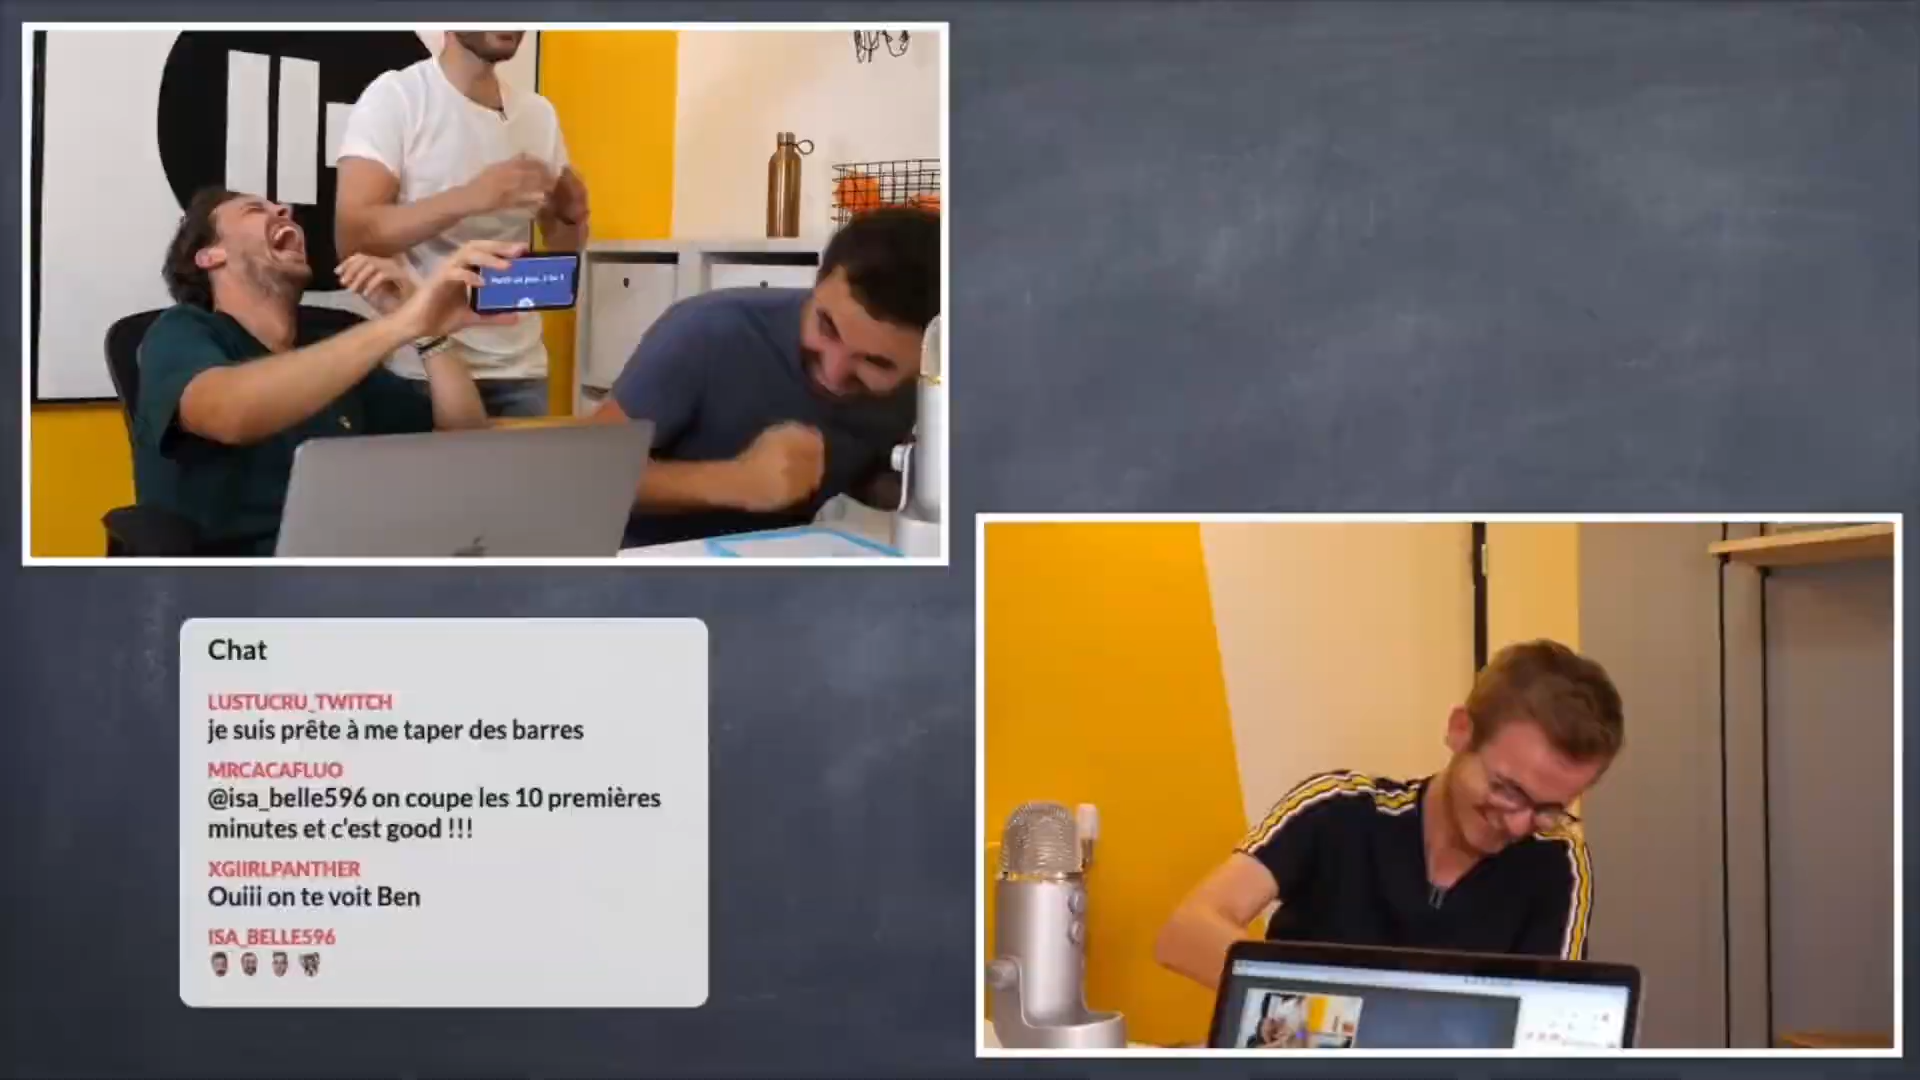 Chat
LUSTUCRU_TWITCH
je suis prête à me taper des barres
MRCACAFLUO
@isa_belle596 on coupe les 10 premières
minutes et c'est good !!!
XGIIRLPANTHER
Ouiii on te voit Ben
ISA_BELLE596